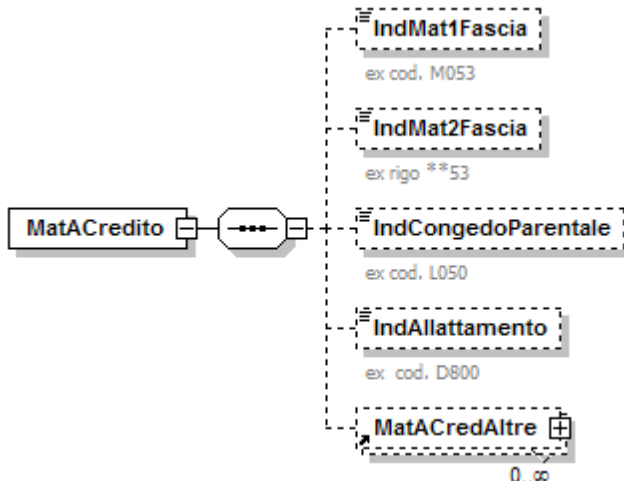 IndMat1Fascia
ex cod. M053
IndMat2Fascia
ex rigo **53
MatACredito
IndCongedoParentale
ex cod. L050
IndAllattamento
ex cod. D800
MatACredAltre
0..∞